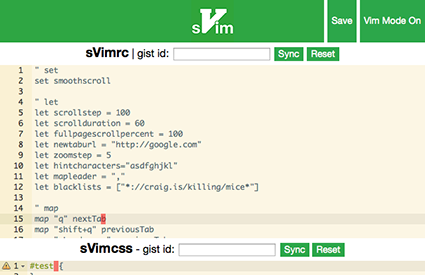 sVim
Save
Vim Mode On
sVimrc | gist id:
Sync
Reset
1 " set
2 set smoothscroll
3
4 " let
5 let scrollstep = 100
6 let scrollduration = 60
7 let fullpagescrollpercent = 100
8 let newtaburl = "http://google.com"
9 let zoomstep = 5
10 let hintcharacters="asdfghjkl"
11 let mapleader = ","
12 let blacklists = ["*://craig.is/killing/mice*"]
13
14 " map
15 map "q" nextTab
16 map "shift+q" previousTab
sVimcss - gist id:
Sync
Reset
1 #test {